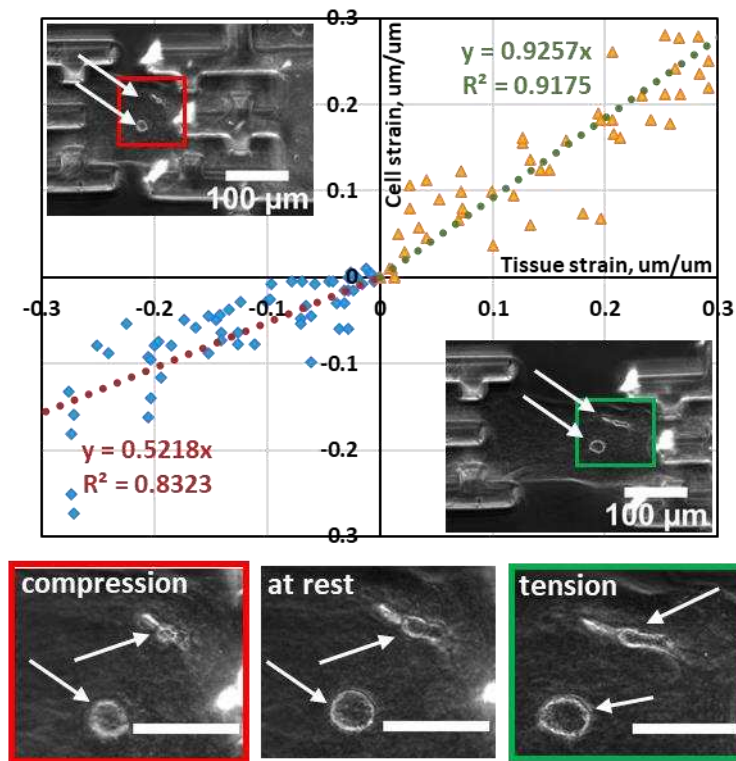 0.3
y = 0.9257x
R² = 0.9175
0.2
Cell strain, um/um
100 µm
0.1
Tissue strain, um/um
0
-0.3
-0.2
-0.1
0
0.1
0.2
0.3
-0.1
y = 0.5218x
-0.2
R² = 0.8323
100 µm
0.3
compression
at rest
tension